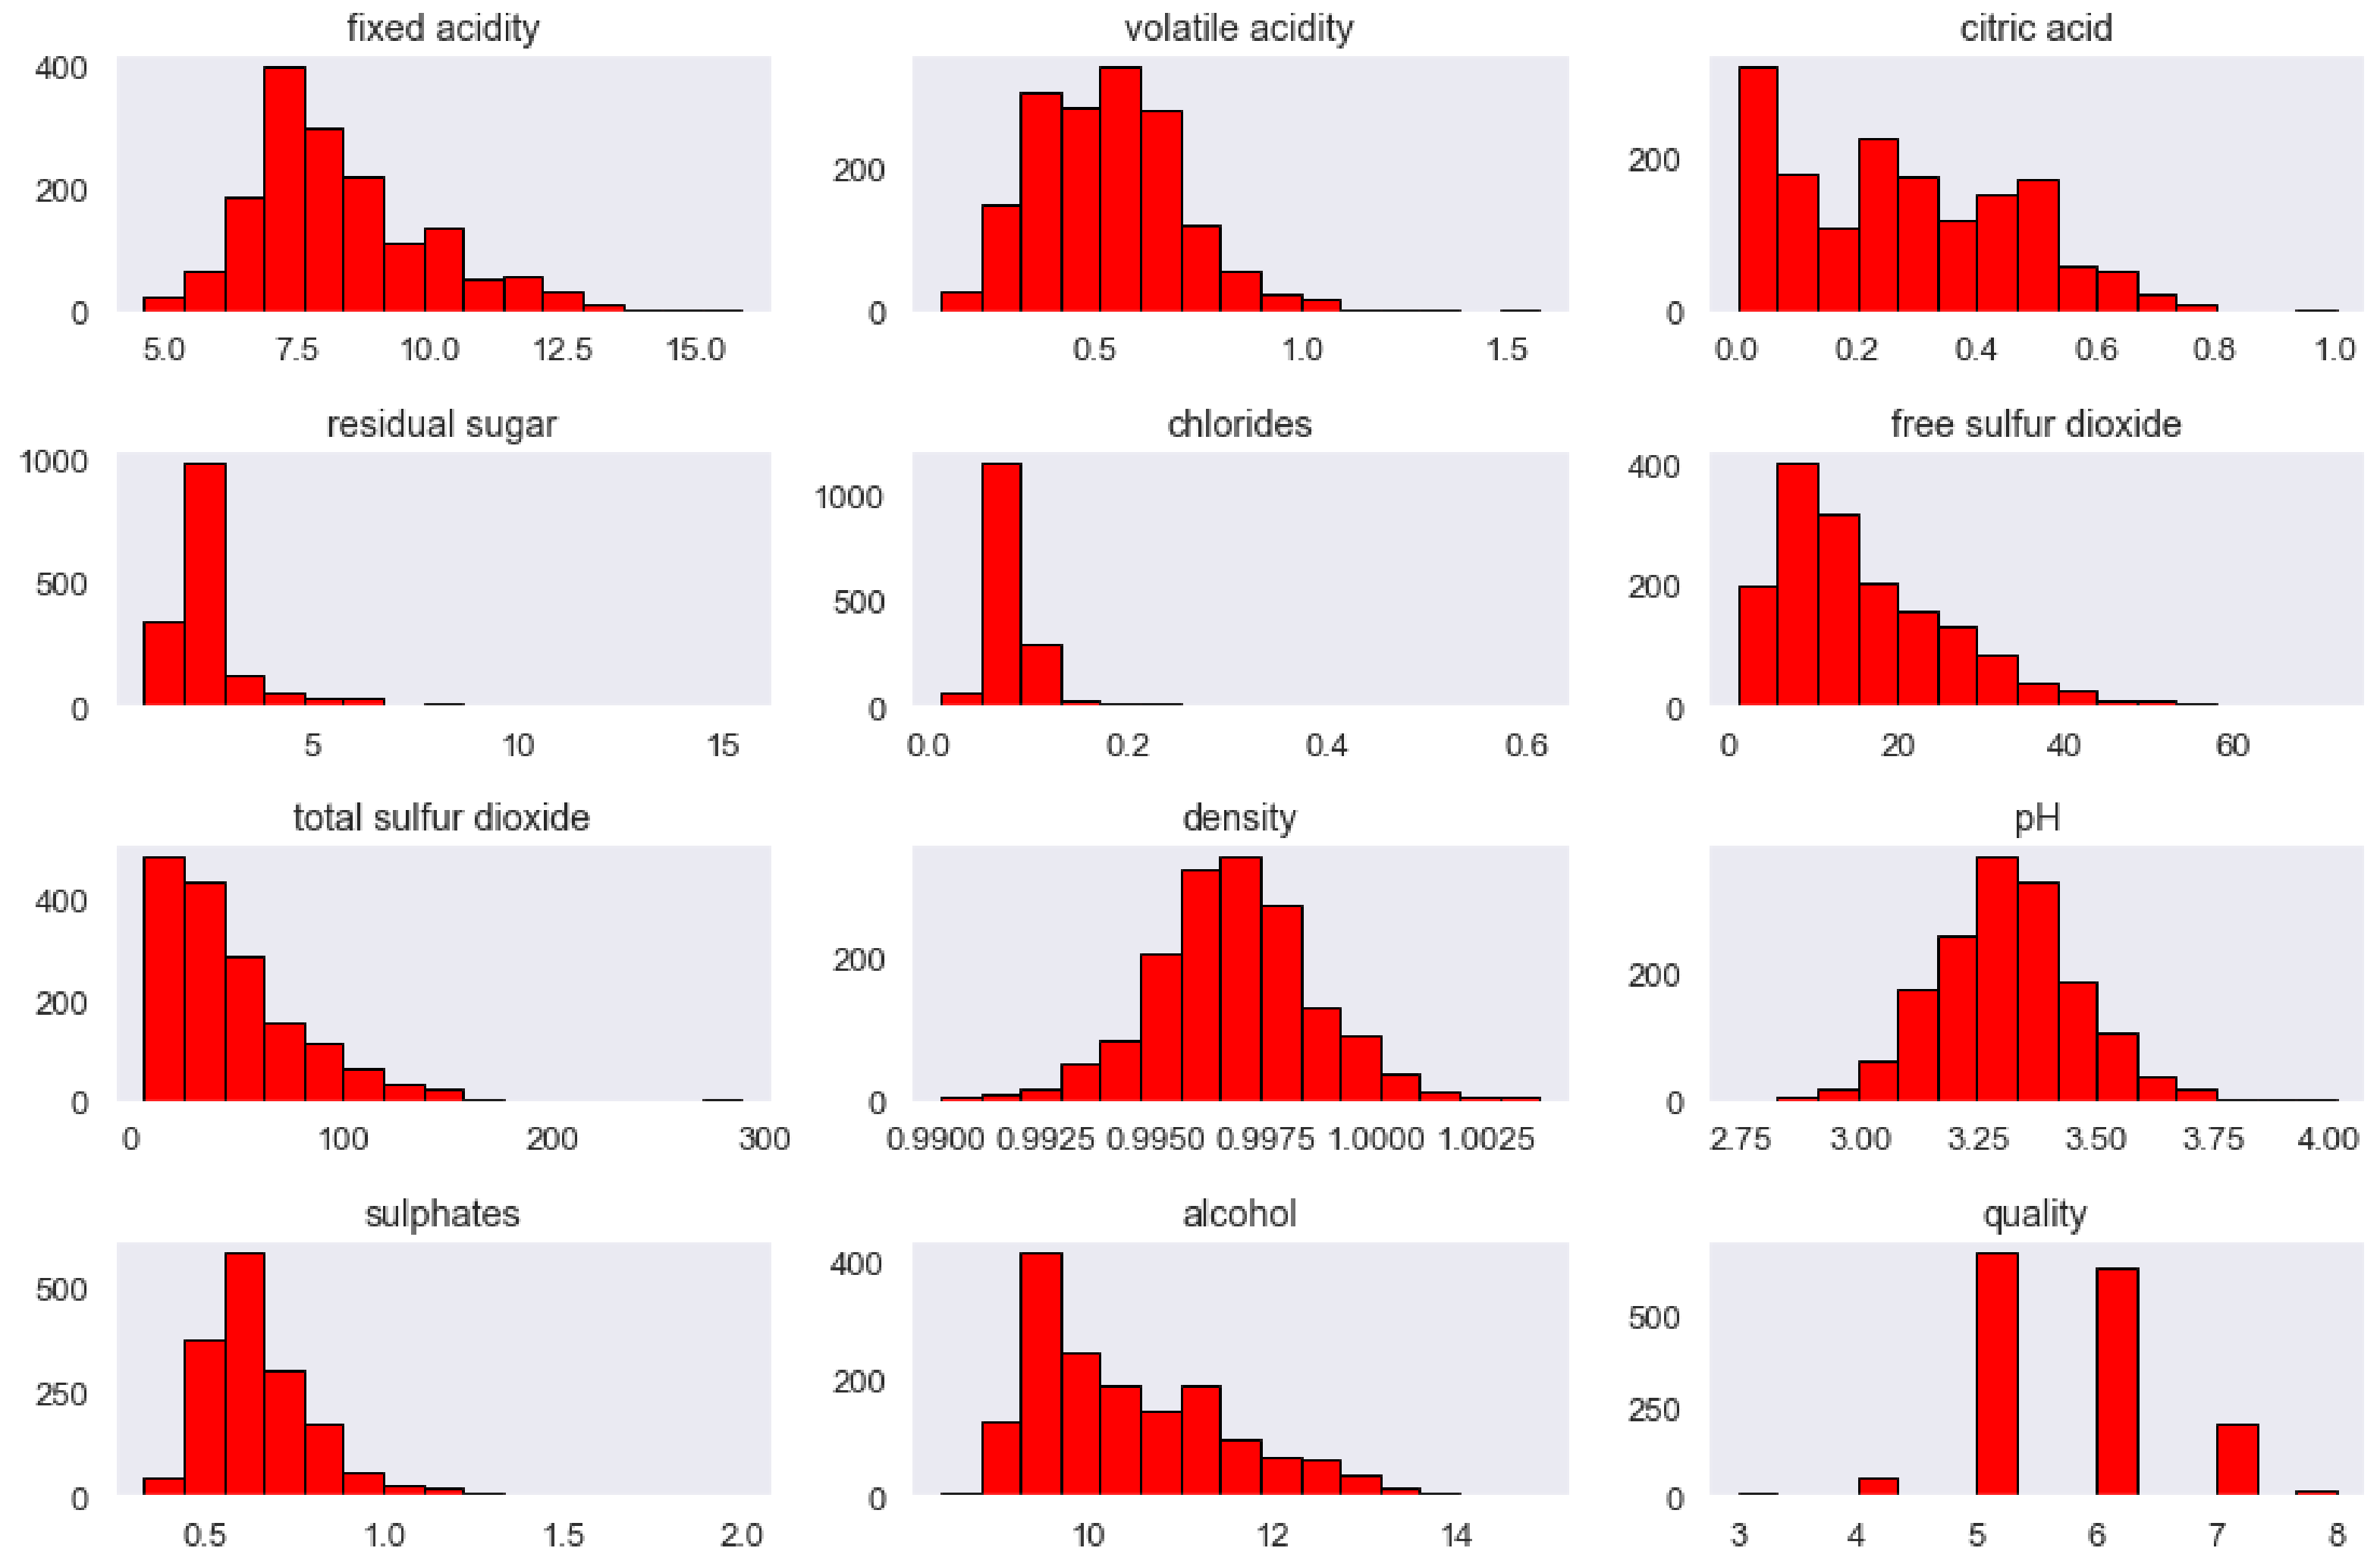 fixed acidity volatile acidity citric acid
400 200 0
200 0
200 0
5.0 7.5 10.0 12.5 15.0 0.5 1.0 1.5 0.0 0.2 0.4 0.6 0.8 1.0
residual sugar chlorides free sulfur dioxide
1000 500 0
1000 500 0
400 200 0
5 10 15 0.0 0.2 0.4 0.6 0 20 40 60
total sulfur dioxide density pH
400 200 0
200 0
200 0
0 100 200 300 0.9900 0.9925 0.9950 0.9975 1.0000 1.0025 2.75 3.00 3.25 3.50 3.75 4.00
sulphates alcohol quality
500 250 0
400 200 0
500 250 0
0.5 1.0 1.5 2.0 10 12 14 3 4 5 6 7 8